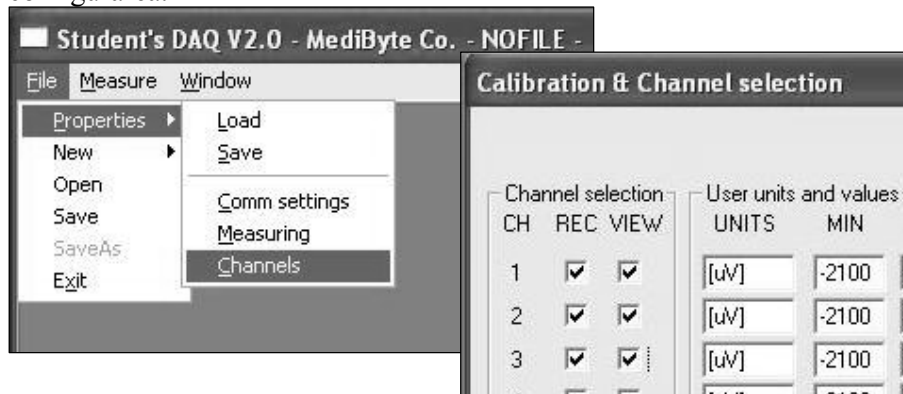 Student's DAQ V2.0 - MediByte Co. - NOFILE -
File Measure Window
Properties
New
Open
Save
SaveAs
Exit
Load
Save
Comm settings
Measuring
Channels
Calibration & Channel selection
Channel selection User units and values
CH REC VIEW UNITS MIN
1 [uV] -2100
2 [uV] -2100
3 [uV] -2100